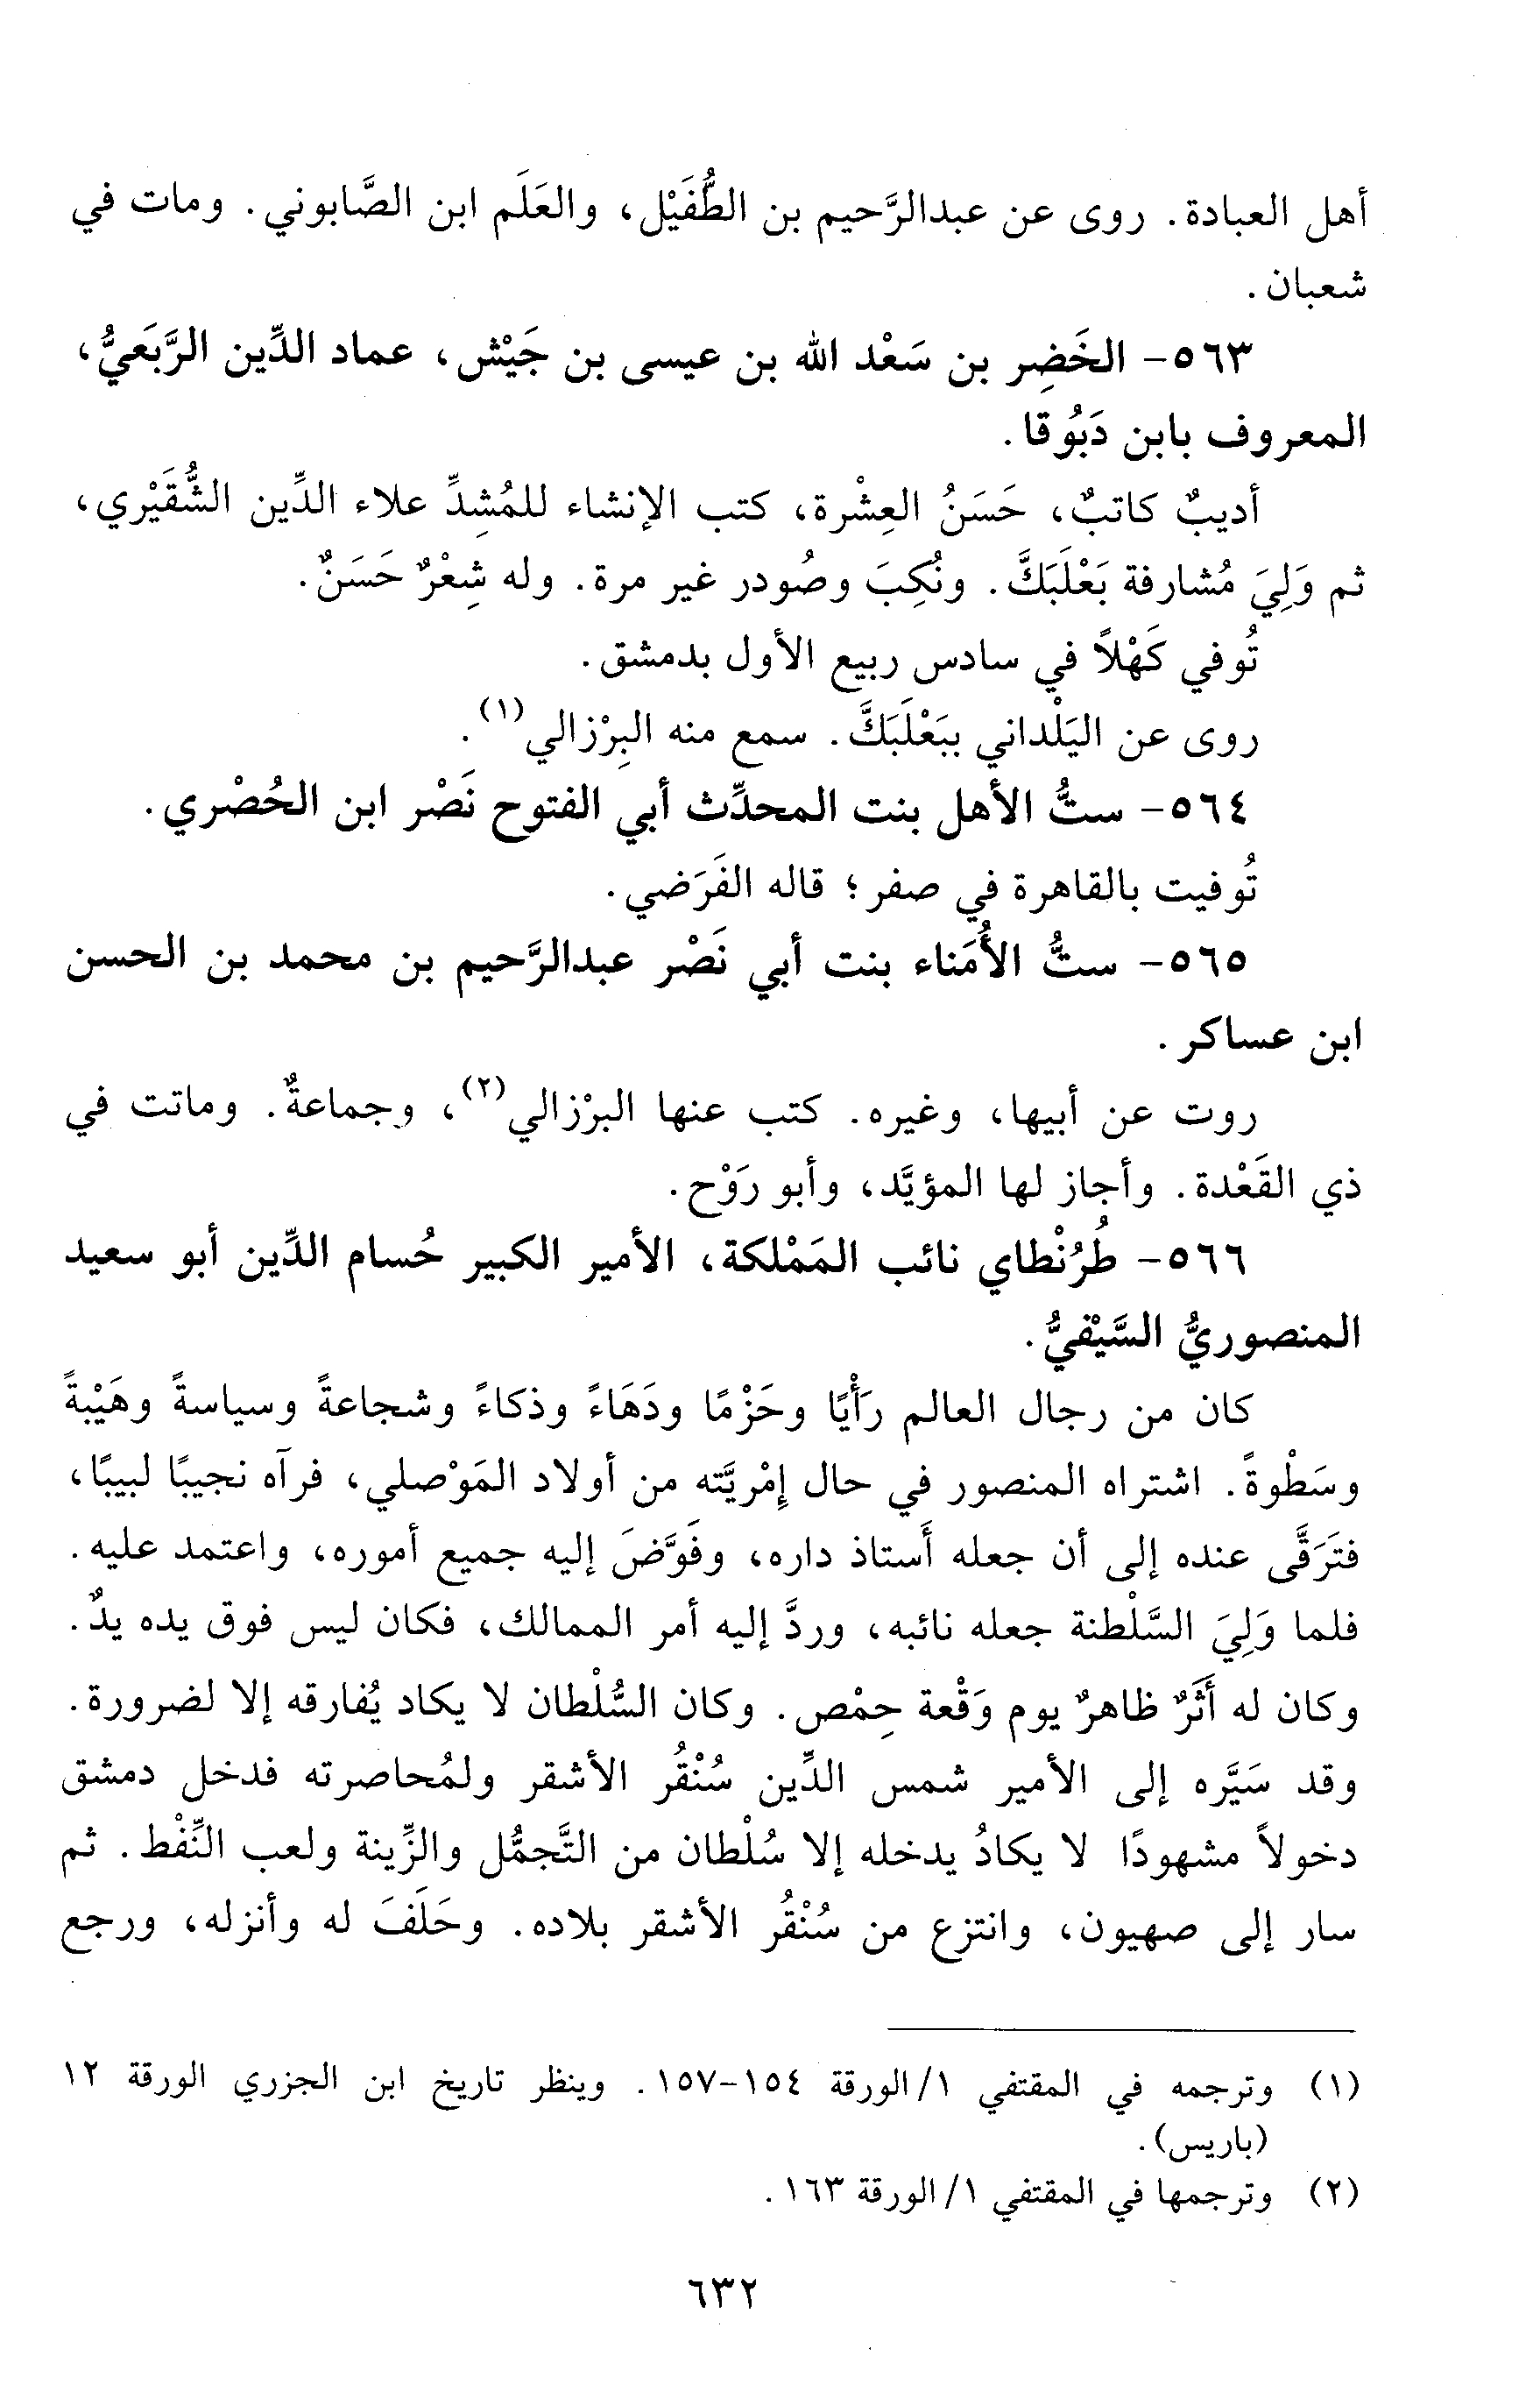 أهل العبادة. روى عن عبدالرَّحيم بن الطُّفَيْل، والعَلَم ابن الصَّابوني. ومات في
شعبان.
٥٦٣- الخَضِر بن سَعْد الله بن عيسى بن جَيْش، عماد الدِّين الرَّبَعيُّ،
المعروف بابن دَبُوقا.
أديبٌ كاتبٌ، حَسَنُ العِشْرة، كتب الإنشاء للمُشِدِّ علاء الدِّين الشُّقَيْري،
ثم وَلِيَ مُشارفة بَعْلَبَكَّ. ونُكِبَ وصُودر غير مرة. وله شِعْرٌ حَسَنٌ.
تُوفي كَهْلاً في سادس ربيع الأول بدمشق.
روى عن اليَلْداني ببَعْلَبَكَّ. سمع منه البِرْزالي(١).
٥٦٤- ستُّ الأهل بنت المحدِّث أبي الفتوح نَصْر ابن الحُصْري.
تُوفيت بالقاهرة في صفر؛ قاله الفَرَضي.
٥٦٥- ستُّ الأُمَناء بنت أبي نَصْر عبدالرَّحيم بن محمد بن الحسن
ابن عساكر.
روت عن أبيها، وغيره. كتب عنها البرْزالي(٢)، وجماعةٌ. وماتت في
ذي القَعْدة. وأجاز لها المؤيَّد، وأبو رَوْح.
٥٦٦- طُرُنْطاي نائب المَمْلكة، الأمير الكبير حُسام الدِّين أبو سعيد
المنصوريُّ السَّيْفيُّ.
كان من رجال العالم رَأْيًا وحَزْمًا ودَهَاءً وذكاءً وشجاعةً وسياسةً وهَيْبةً
وسَطْوةً. اشتراه المنصور في حال إمْريَّته من أولاد المَوْصلي، فرآه نجيبًا لبيبًا،
فتَرَقَّى عنده إلى أن جعله أَستاذ داره، وفَوَّضَ إليه جميع أموره، واعتمد عليه.
فلما وَلِيَ السَّلْطنة جعله نائبه، وردَّ إليه أمر الممالك، فكان ليس فوق يده يدٌ.
وكان له أَثَرٌ ظاهرٌ يوم وَقْعة حِمْص. وكان السُّلْطان لا يكاد يُفارقه إلا لضرورة.
وقد سَيَّره إلى الأمير شمس الدِّين سُنْقُر الأشقر ولمُحاصرته فدخل دمشق
دخولاً مشهودًا لا يكادُ يدخله إلا سُلْطان من التَّجمُّل والزِّينة ولعب النِّفْط. ثم
سار إلى صهيون، وانتزع من سُنْقُر الأشقر بلاده. وحَلَفَ له وأنزله، ورجع
(١) وترجمه في المقتفي ١/الورقة ١٥٤-١٥٧. وينظر تاريخ ابن الجزري الورقة ١٢
(باريس).
(٢) وترجمها في المقتفي ١/الورقة ١٦٣.
٦٣٢